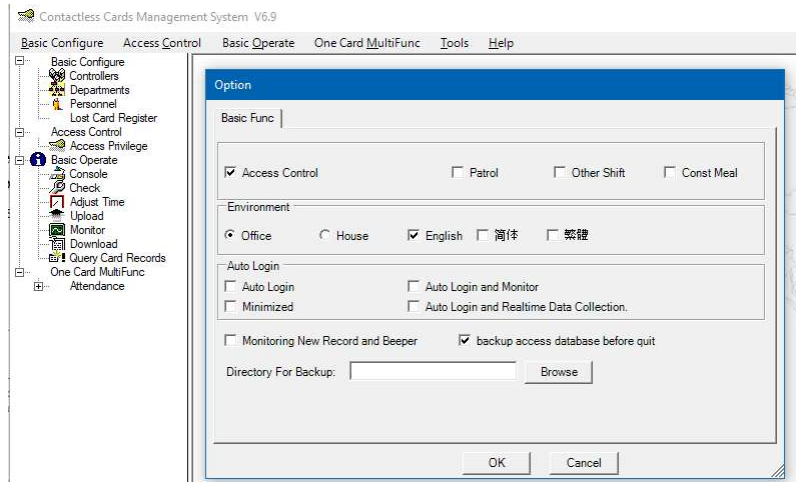 Contactless Cards Management System V6.9
Basic Configure Access Control Basic Operate One Card MultiFunc Tools Help
Basic Configure
Controllers
Departments
Personnel
Lost Card Register
Access Control
Access Privilege
Basic Operate
Console
Check
Adjust Time
Upload
Monitor
Download
Query Card Records
One Card MultiFunc
Attendance
Option
Basic Func
Access Control Patrol Other Shift Const Meal
Environment
Office House English 简体 繁體
Auto Login
Auto Login Auto Login and Monitor
Minimized Auto Login and Realtime Data Collection.
Monitoring New Record and Beeper backup access database before quit
Directory For Backup: Browse
OK Cancel